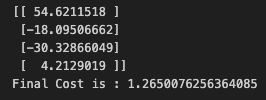 [[ 54.6211518 ]
 [-18.09506662]
 [-30.32866049]
 [  4.2129019 ]]
Final Cost is : 1.2650076256364085